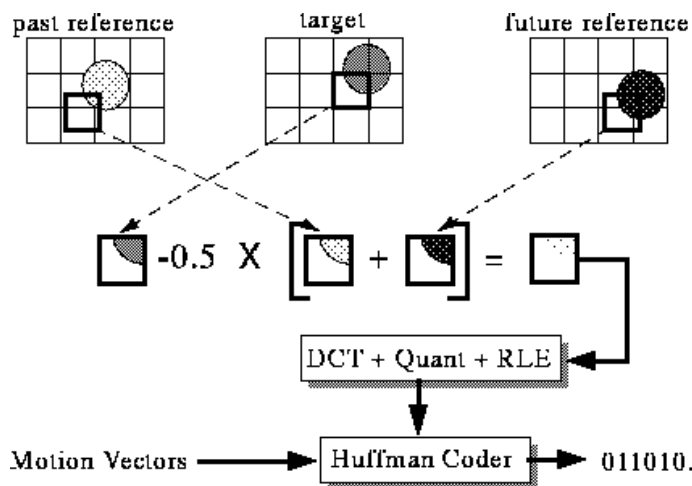 past reference
target
future reference
-0.5 X [ + ] =
DCT + Quant + RLE
Motion Vectors
Huffman Coder
011010.